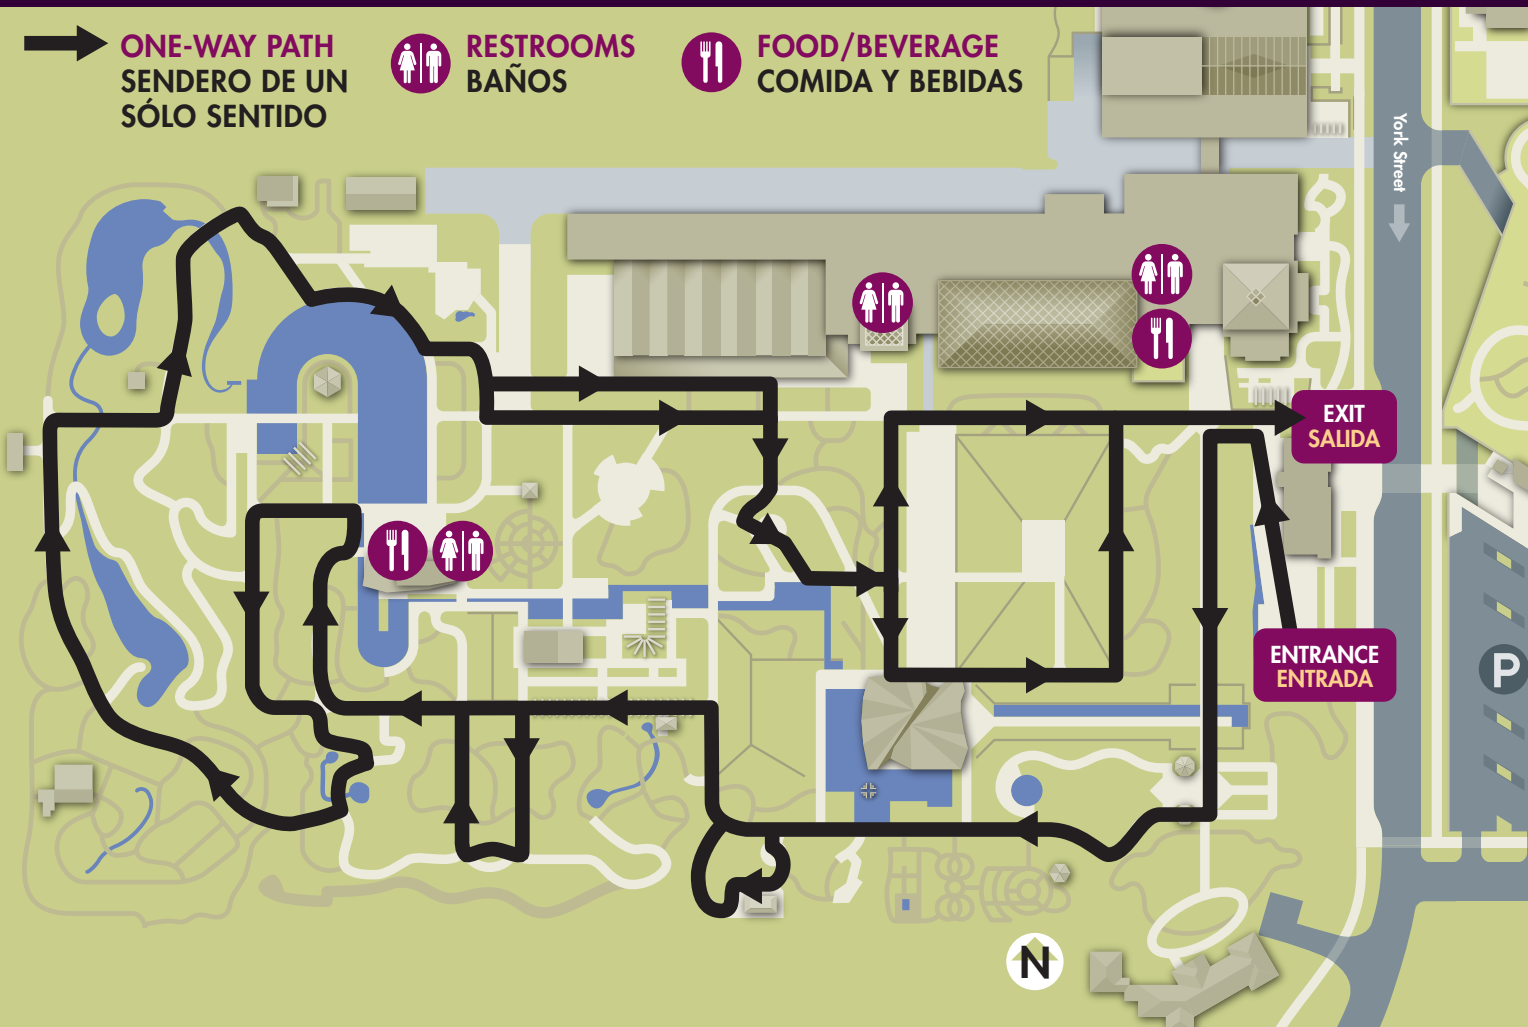 ONE-WAY PATH
SENDERO DE UN
SÓLO SENTIDO
RESTROOMS
BAÑOS
FOOD/BEVERAGE
COMIDA Y BEBIDAS
York Street
EXIT
SALIDA
ENTRANCE
ENTRADA
P
N